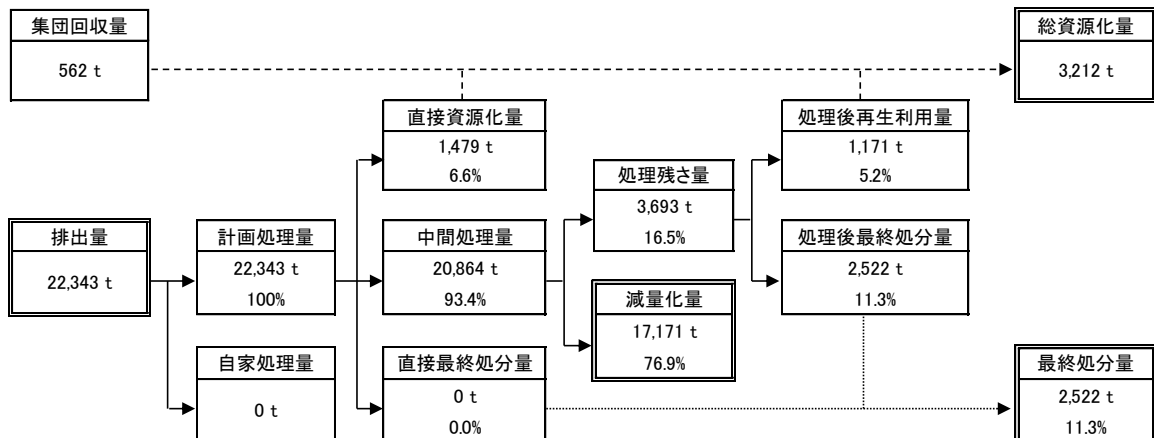 集団回収量
562 t
総資源化量
3,212 t
直接資源化量
1,479 t
6.6%
処理後再生利用量
1,171 t
5.2%
処理残さ量
3,693 t
16.5%
排出量
22,343 t
計画処理量
22,343 t
100%
中間処理量
20,864 t
93.4%
処理後最終処分量
2,522 t
11.3%
減量化量
17,171 t
76.9%
自家処理量
0 t
直接最終処分量
0 t
0.0%
最終処分量
2,522 t
11.3%